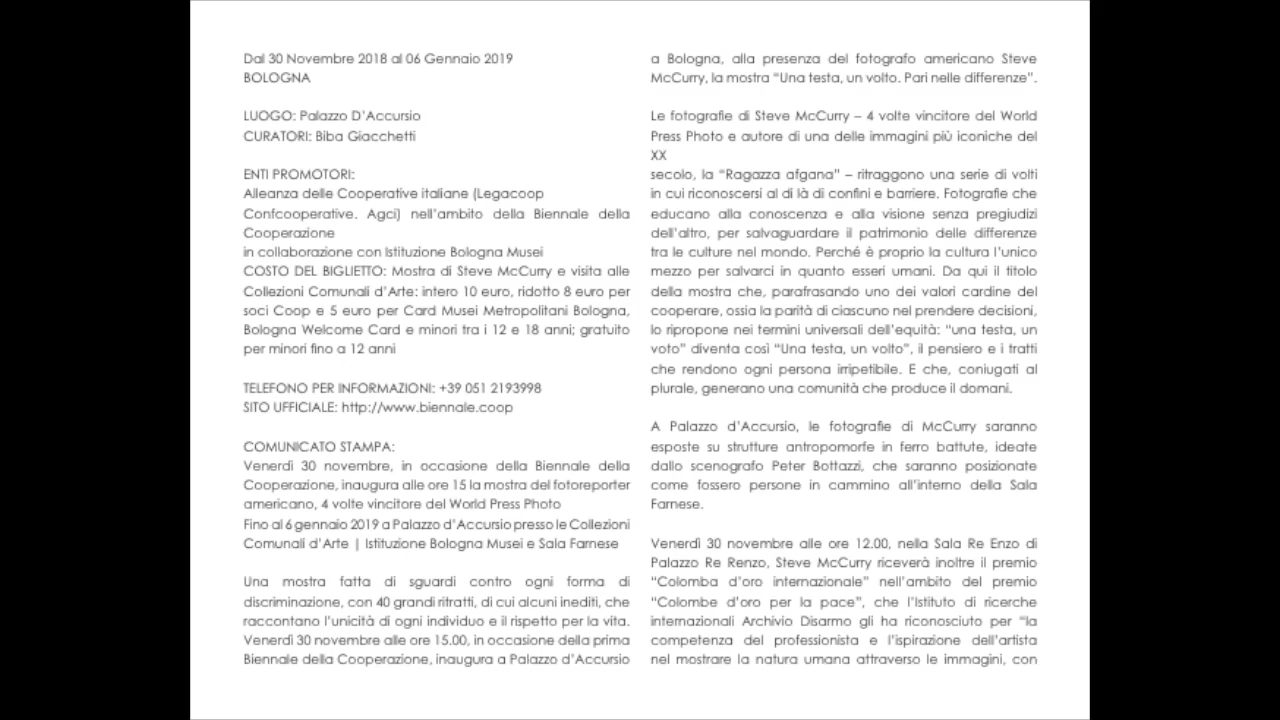 Dal 30 Novembre 2018 al 06 Gennaio 2019
BOLOGNA
LUOGO: Palazzo D'Accursio
CURATORI: Biba Giacchetti
ENTI PROMOTORI:
Alleanza delle Cooperative italiane (Legacoop
Confcooperative. Agci) nell'ambito della Biennale della
Cooperazione
in collaborazione con Istituzione Bologna Musei
COSTO DEL BIGLIETTO: Mostra di Steve McCurry e visita alle
Collezioni Comunali d'Arte: intero 10 euro, ridotto 8 euro per
soci Coop e 5 euro per Card Musei Metropolitani Bologna,
Bologna Welcome Card e minori tra i 12 e 18 anni; gratuito
per minori fino a 12 anni
TELEFONO PER INFORMAZIONI: +39 051 2193998
SITO UFFICIALE: http://www.biennale.coop
COMUNICATO STAMPA:
Venerdì 30 novembre, in occasione della Biennale della
Cooperazione, inaugura alle ore 15 la mostra del fotoreporter
americano, 4 volte vincitore del World Press Photo
Fino al 6 gennaio 2019 a Palazzo d'Accursio presso le Collezioni
Comunali d'Arte | Istituzione Bologna Musei e Sala Farnese
Una mostra fatta di sguardi contro ogni forma di
discriminazione, con 40 grandi ritratti, di cui alcuni inediti, che
raccontano l'unicità di ogni individuo e il rispetto per la vita.
Venerdì 30 novembre alle ore 15.00, in occasione della prima
Biennale della Cooperazione, inaugura a Palazzo d'Accursio
a Bologna, alla presenza del fotografo americano Steve
McCurry, la mostra "Una testa, un volto. Pari nelle differenze".
Le fotografie di Steve McCurry – 4 volte vincitore del World
Press Photo e autore di una delle immagini più iconiche del
XX
secolo, la "Ragazza afgana" – ritraggono una serie di volti
in cui riconoscersi al di là di confini e barriere. Fotografie che
educano alla conoscenza e alla visione senza pregiudizi
dell'altro, per salvaguardare il patrimonio delle differenze
tra le culture nel mondo. Perché è proprio la cultura l'unico
mezzo per salvarci in quanto esseri umani. Da qui il titolo
della mostra che, parafrasando uno dei valori cardine del
cooperare, ossia la parità di ciascuno nel prendere decisioni,
lo ripropone nei termini universali dell'equità: "una testa, un
voto" diventa così "Una testa, un volto", il pensiero e i tratti
che rendono ogni persona irripetibile. E che, coniugati al
plurale, generano una comunità che produce il domani.
A Palazzo d'Accursio, le fotografie di McCurry saranno
esposte su strutture antropomorfe in ferro battute, ideate
dallo scenografo Peter Bottazzi, che saranno posizionate
come fossero persone in cammino all'interno della Sala
Farnese.
Venerdì 30 novembre alle ore 12.00, nella Sala Re Enzo di
Palazzo Re Renzo, Steve McCurry riceverà inoltre il premio
"Colomba d'oro internazionale" nell'ambito del premio
"Colombe d'oro per la pace", che l'Istituto di ricerche
internazionali Archivio Disarmo gli ha riconosciuto per "la
competenza del professionista e l'ispirazione dell'artista
nel mostrare la natura umana attraverso le immagini, con